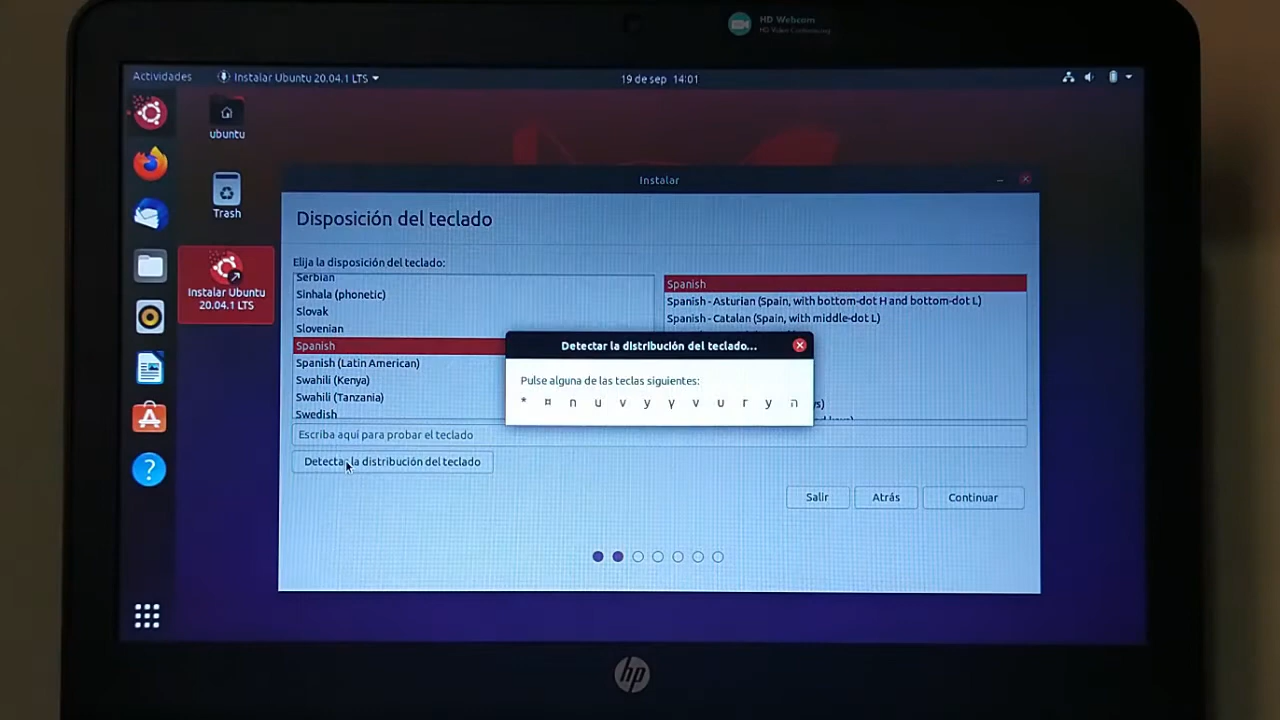 HD Webcam
HD Video Conferencing
Actividades
Instalar Ubuntu 20.04.1 LTS
19 de sep 14:01
ubuntu
Trash
Instalar Ubuntu
20.04.1 LTS
Instalar
Disposición del teclado
Elija la disposición del teclado:
Serbian
Sinhala (phonetic)
Slovak
Slovenian
Spanish
Spanish (Latin American)
Swahili (Kenya)
Swahili (Tanzania)
Swedish
Spanish
Spanish - Asturian (Spain, with bottom-dot H and bottom-dot L)
Spanish - Catalan (Spain, with middle-dot L)
Detectar la distribución del teclado...
Pulse alguna de las teclas siguientes:
Escriba aquí para probar el teclado
Detectar la distribución del teclado
Salir
Atrás
Continuar
hp